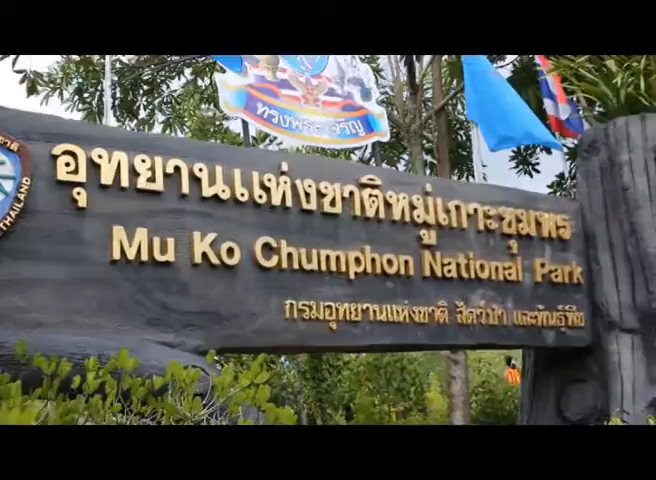 ทรงพระเจริญ
อุทยานแห่งชาติหมู่เกาะชุมพร
Mu Ko Chumphon National Park
กรมอุทยานแห่งชาติ สัตว์ป่า และพันธุ์พืช
THAILAND